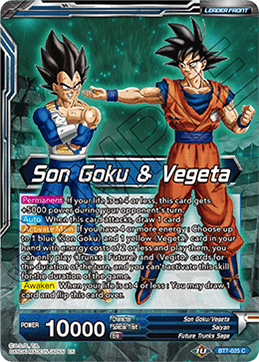 LEADER FRONT
Son Goku & Vegeta
Permanent If your life is at 4 or less, this card gets
+5000 power during your opponent's turn.
Auto When this card attacks, draw 1 card.
Activate Main If you have 4 or more energy : Choose up
to 1 blue ‹Son Goku› and 1 yellow ‹Vegeta› card in your
hand with energy costs of 2 or less and play them, you
can only play ‹Trunks : Future› and ‹Vegeta› cards for
the duration of the turn, and you can't activate this skill
for the duration of the game.
Awaken When your life is at 4 or less : You may draw 1
card and flip this card over.
POWER 10000
Character Son Goku/Vegeta
Special Trait Saiyan
Era Future Trunks Saga
BT7-025 C